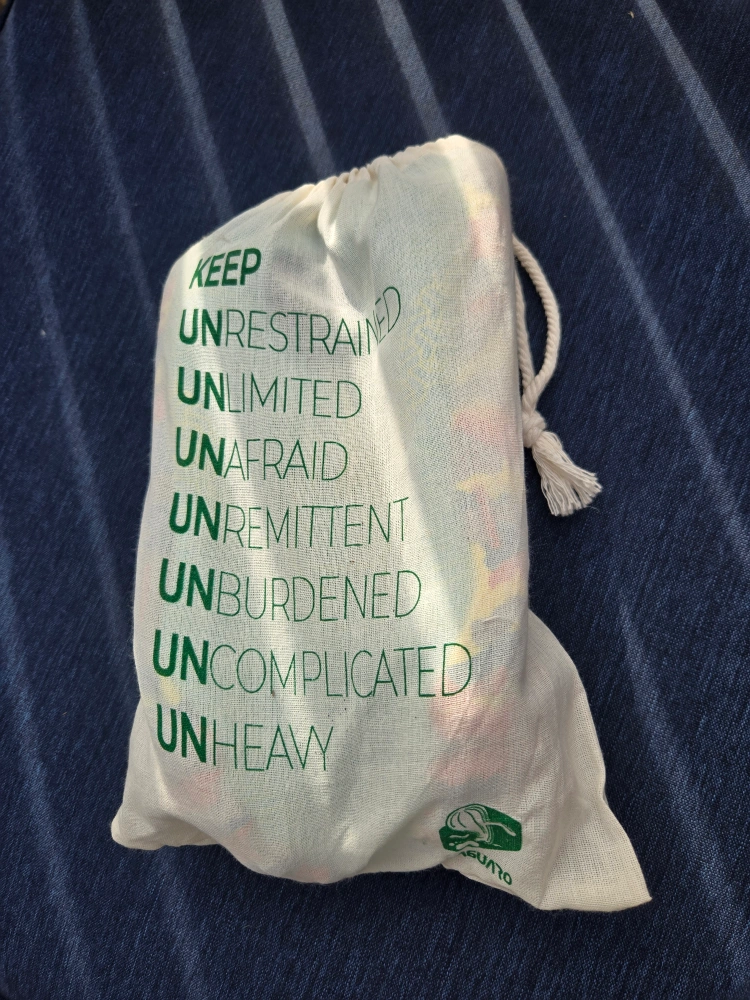 KEEP
UNRESTRAINED
UNLIMITED
UNAFRAID
UNREMITTENT
UNBURDENED
UNCOMPLICATED
UNHEAVY